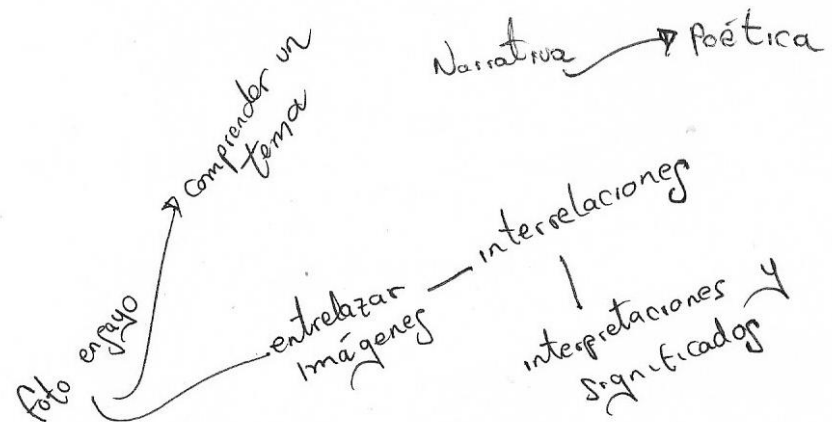 Narrativa
Poética
comprender un
tema
foto ensayo
entrelazar
imágenes
interrelaciones
interpretaciones y
significados